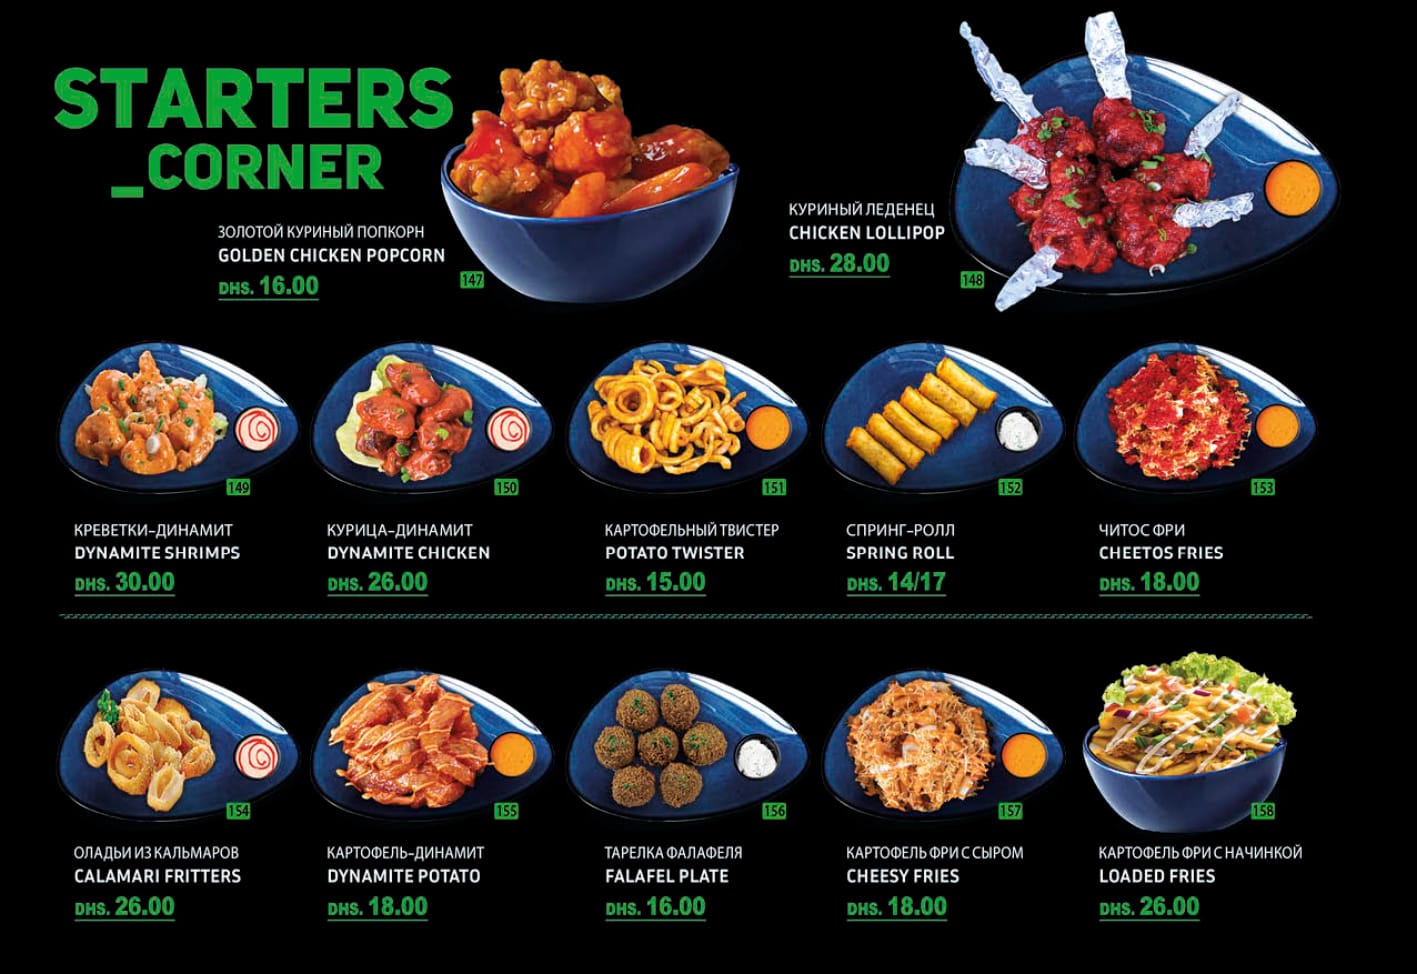 STARTERS
_CORNER
ЗОЛОТОЙ КУРИНЫЙ ПОПКОРН
GOLDEN CHICKEN POPCORN
DHS. 16.00
147
КУРИНЫЙ ЛЕДЕНЕЦ
CHICKEN LOLLIPOP
DHS. 28.00
148
149
КРЕВЕТКИ-ДИНАМИТ
DYNAMITE SHRIMPS
DHS. 30.00
150
КУРИЦА-ДИНАМИТ
DYNAMITE CHICKEN
DHS. 26.00
151
КАРТОФЕЛЬНЫЙ ТВИСТЕР
POTATO TWISTER
DHS. 15.00
152
СПРИНГ-РОЛЛ
SPRING ROLL
DHS. 14/17
153
ЧИТОС ФРИ
CHEETOS FRIES
DHS. 18.00
154
ОЛАДЬИ ИЗ КАЛЬМАРОВ
CALAMARI FRITTERS
DHS. 26.00
155
КАРТОФЕЛЬ-ДИНАМИТ
DYNAMITE POTATO
DHS. 18.00
156
ТАРЕЛКА ФАЛАФЕЛЯ
FALAFEL PLATE
DHS. 16.00
157
КАРТОФЕЛЬ ФРИ С СЫРОМ
CHEESY FRIES
DHS. 18.00
158
КАРТОФЕЛЬ ФРИ С НАЧИНКОЙ
LOADED FRIES
DHS. 26.00